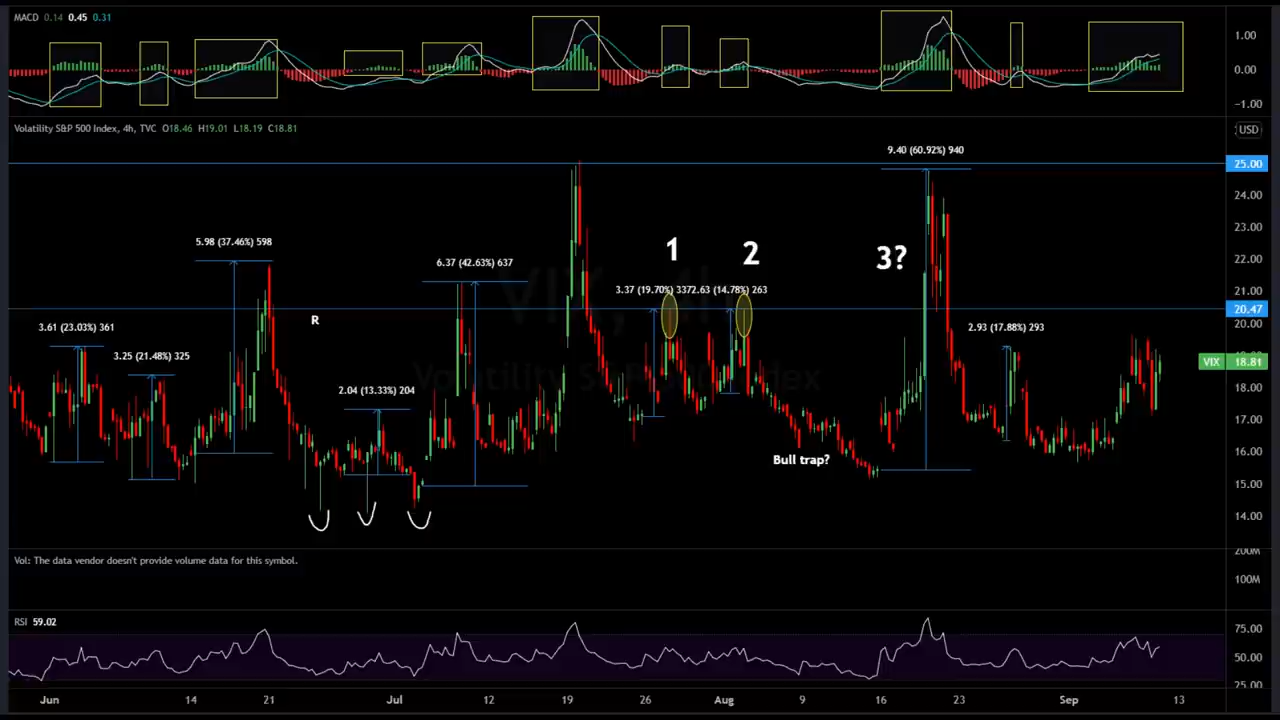 MACD 0.14 0.45 0.31
1.00
0.00
−1.00
Volatility S&P 500 Index, 4h, TVC O18.46 H19.01 L18.19 C18.81
USD
9.40 (60.92%) 940
25.00
24.00
23.00
5.98 (37.46%) 598
1
2
3?
22.00
6.37 (42.63%) 637
21.00
3.37 (19.70%) 3372.63 (14.78%) 263
20.47
R
20.00
3.61 (23.03%) 361
2.93 (17.88%) 293
3.25 (21.48%) 325
VIX 18.81
VIX, 4h
Volatility S&P 500 Index
2.04 (13.33%) 204
18.00
17.00
16.00
Bull trap?
15.00
14.00
200M
Vol: The data vendor doesn't provide volume data for this symbol.
100M
RSI 59.02
75.00
50.00
25.00
Jun 14 21 Jul 12 19 26 Aug 9 16 23 Sep 13